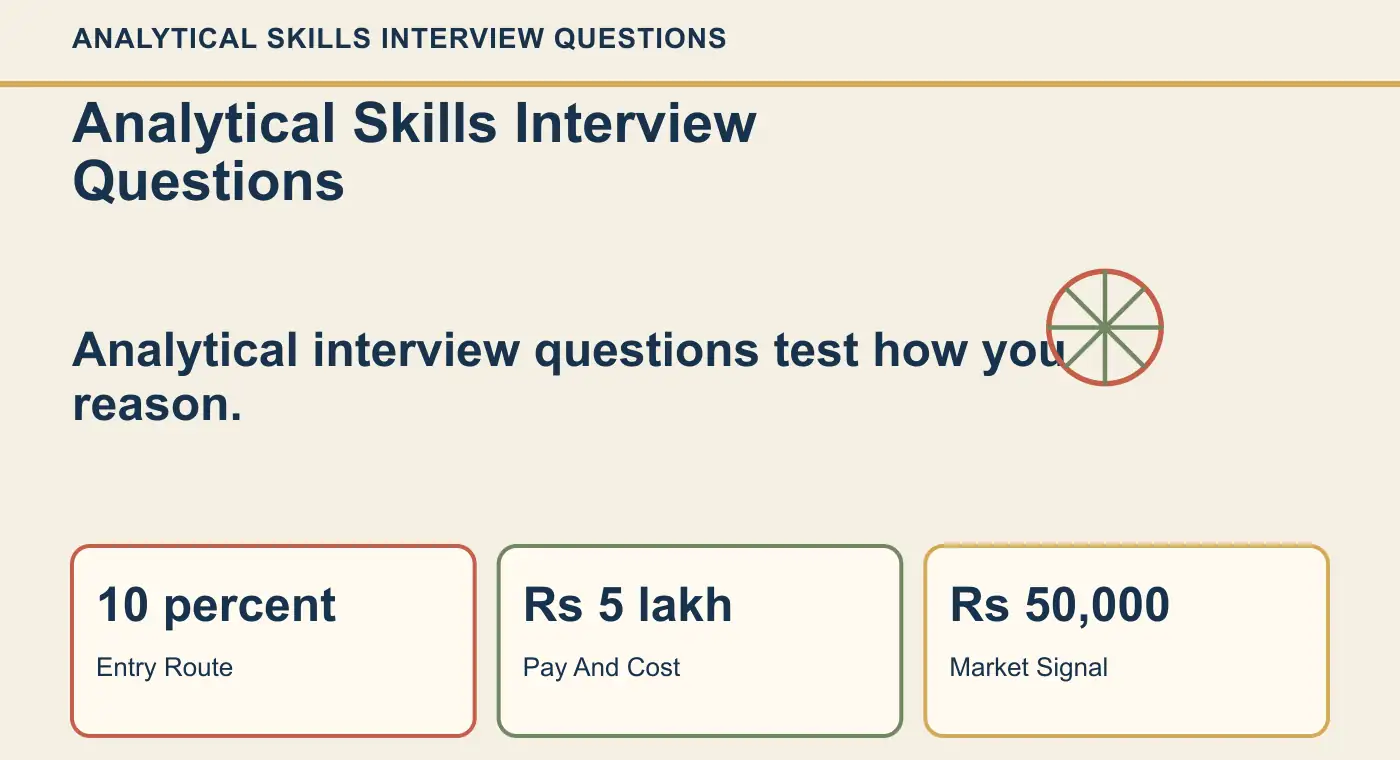 ANALYTICAL SKILLS INTERVIEW QUESTIONS
Analytical Skills Interview
Questions
Analytical interview questions test how you
reason.
10 percent
Entry Route
Rs 5 lakh
Pay And Cost
Rs 50,000
Market Signal